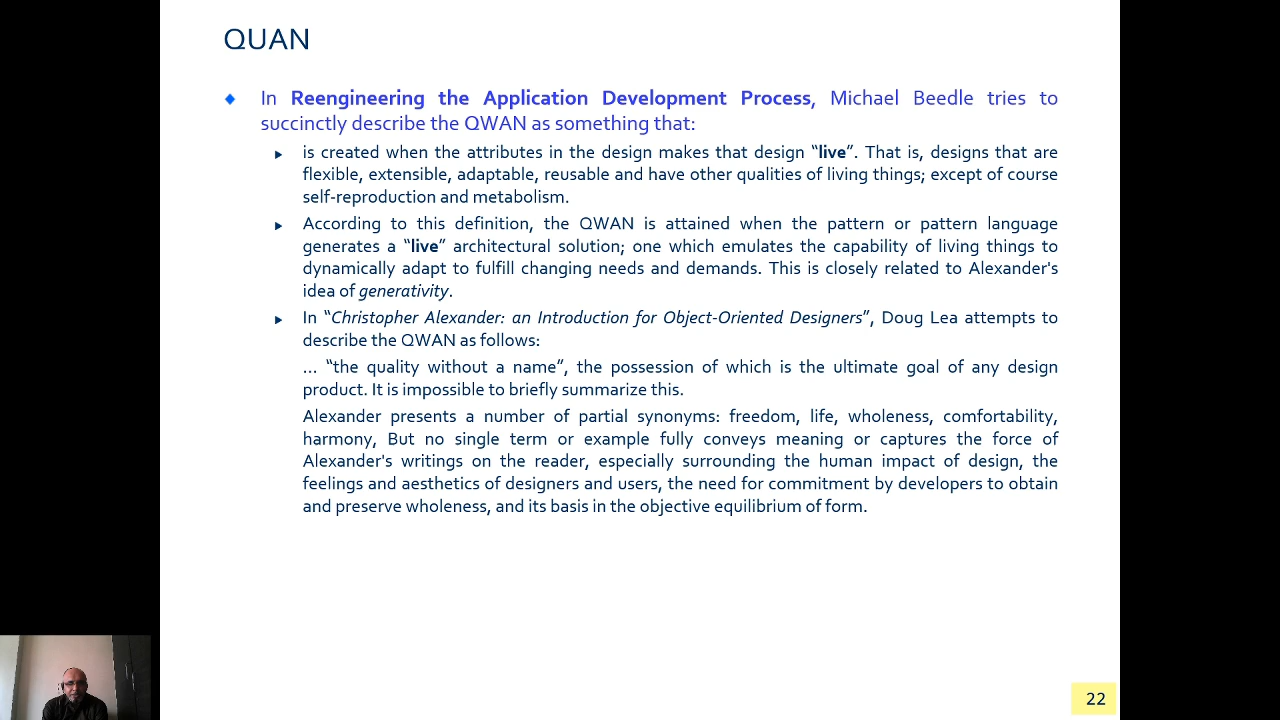 QUAN
In Reengineering the Application Development Process, Michael Beedle tries to
succinctly describe the QWAN as something that:
is created when the attributes in the design makes that design “live”. That is, designs that are
flexible, extensible, adaptable, reusable and have other qualities of living things; except of course
self-reproduction and metabolism.
According to this definition, the QWAN is attained when the pattern or pattern language
generates a “live” architectural solution; one which emulates the capability of living things to
dynamically adapt to fulfill changing needs and demands. This is closely related to Alexander's
idea of generativity.
In “Christopher Alexander: an Introduction for Object-Oriented Designers”, Doug Lea attempts to
describe the QWAN as follows:
... “the quality without a name”, the possession of which is the ultimate goal of any design
product. It is impossible to briefly summarize this.
Alexander presents a number of partial synonyms: freedom, life, wholeness, comfortability,
harmony, But no single term or example fully conveys meaning or captures the force of
Alexander's writings on the reader, especially surrounding the human impact of design, the
feelings and aesthetics of designers and users, the need for commitment by developers to obtain
and preserve wholeness, and its basis in the objective equilibrium of form.
22